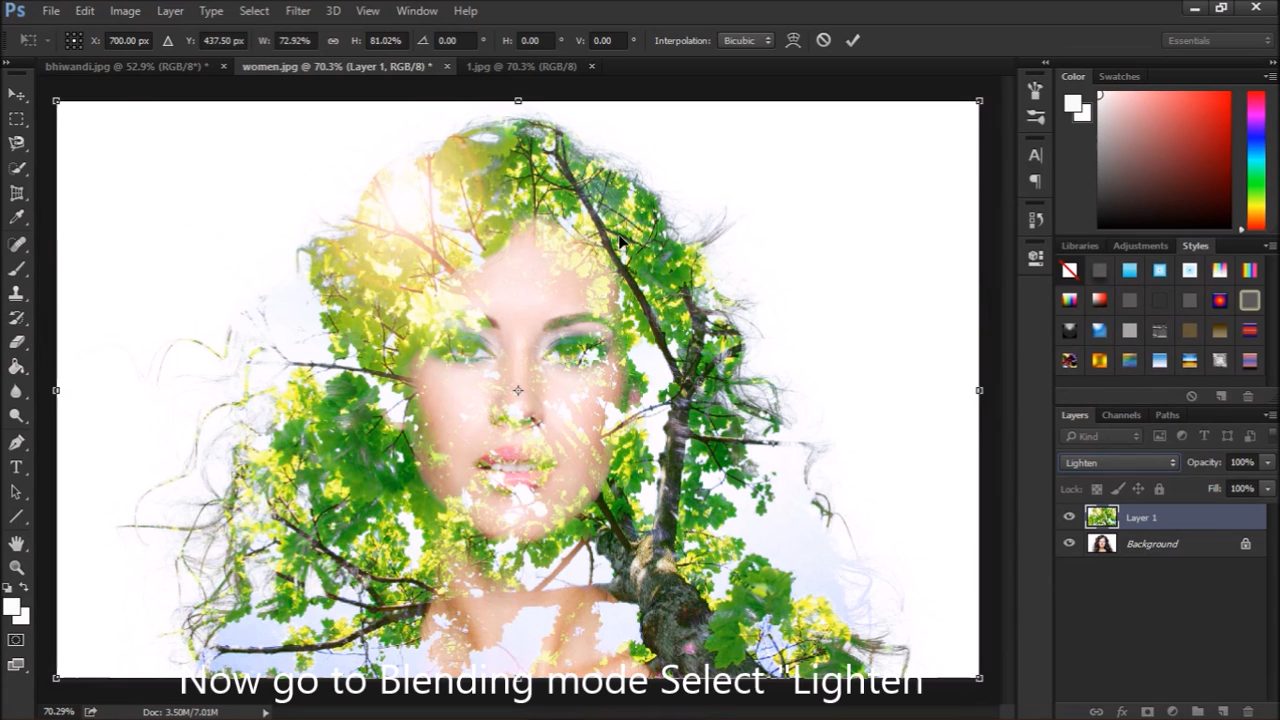 Ps File Edit Image Layer Type Select Filter 3D View Window Help
X: 700.00 px Y: 437.50 px W: 72.92% H: 81.02% 0.00 ° H: 0.00 ° V: 0.00 ° Interpolation: Bicubic Essentials
bhiwandi.jpg @ 52.9% (RGB/8*) * × women.jpg @ 70.3% (Layer 1, RGB/8) * × 1.jpg @ 70.3% (RGB/8) ×
Color Swatches
Libraries Adjustments Styles
Layers Channels Paths
Kind
Lighten Opacity: 100%
Lock: Fill: 100%
Layer 1
Background
Now go to Blending mode Select "Lighten
70.29% Doc: 3.50M/7.01M